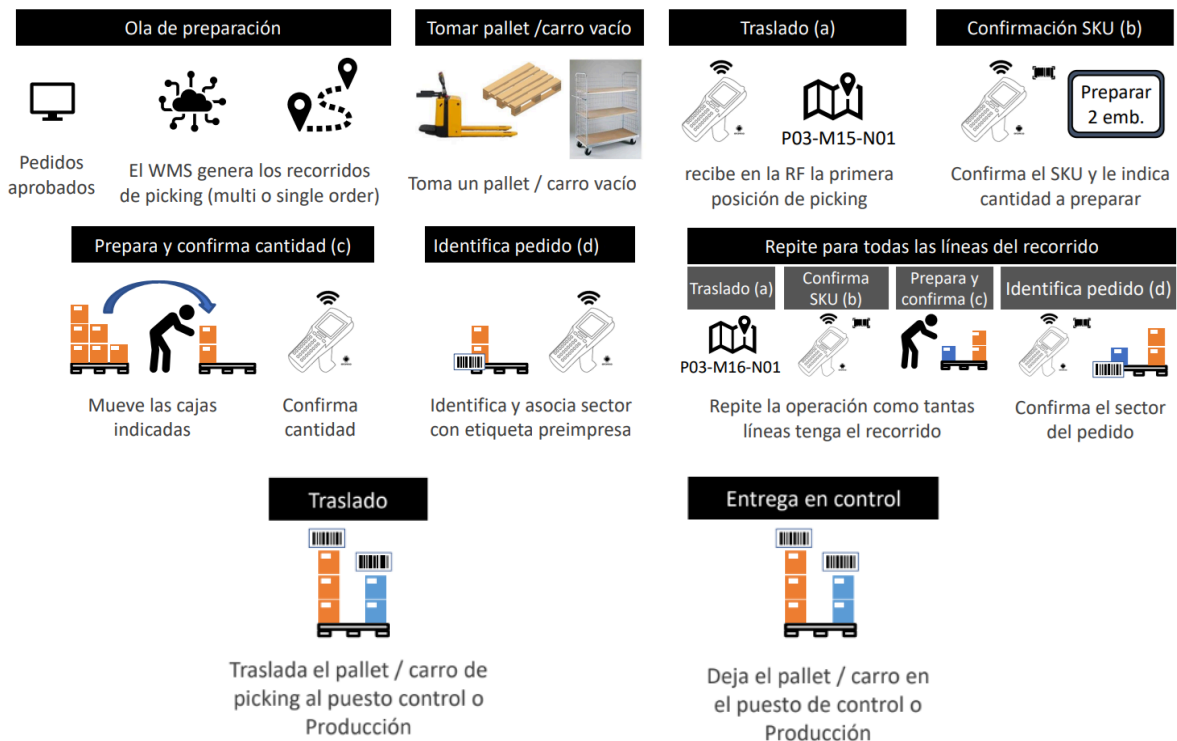 Ola de preparación
Tomar pallet /carro vacío
Traslado (a)
Confirmación SKU (b)
Pedidos
aprobados
El WMS genera los recorridos
de picking (multi o single order)
Toma un pallet / carro vacío
P03-M15-N01
recibe en la RF la primera
posición de picking
Preparar
2 emb.
Confirma el SKU y le indica
cantidad a preparar
Prepara y confirma cantidad (c)
Identifica pedido (d)
Repite para todas las líneas del recorrido
Mueve las cajas
indicadas
Confirma
cantidad
Identifica y asocia sector
con etiqueta preimpresa
Traslado (a)
Confirma
SKU (b)
Prepara y
confirma (c)
Identifica pedido (d)
P03-M16-N01
Repite la operación como tantas
líneas tenga el recorrido
Confirma el sector
del pedido
Traslado
Entrega en control
Traslada el pallet / carro de
picking al puesto control o
Producción
Deja el pallet / carro en
el puesto de control o
Producción